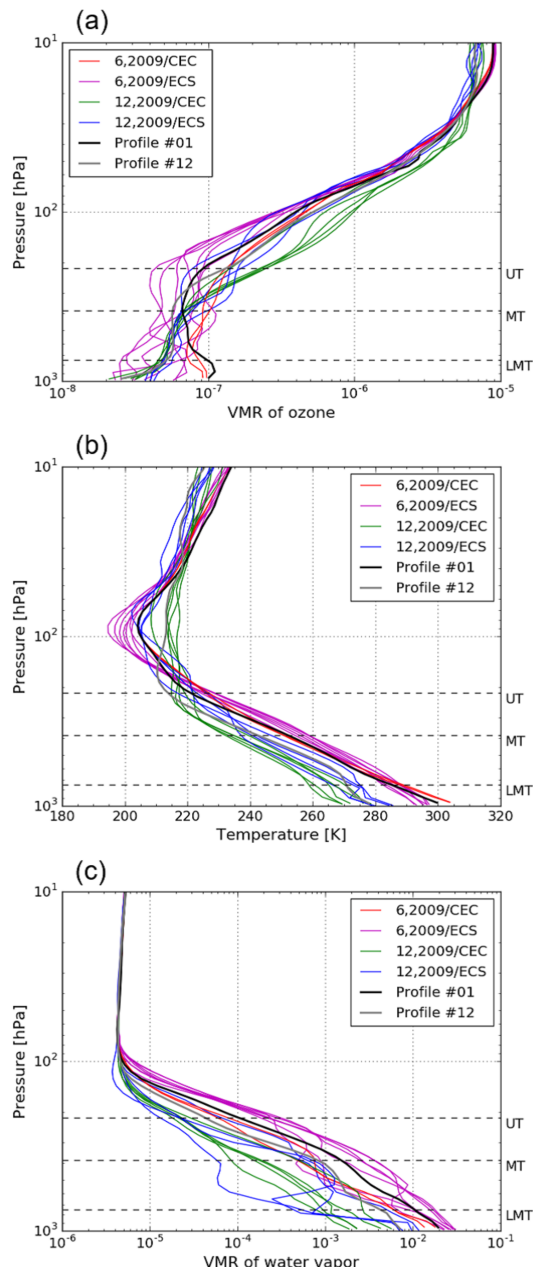 (a)
10¹
6,2009/CEC
6,2009/ECS
12,2009/CEC
12,2009/ECS
Profile #01
Profile #12
Pressure [hPa]
10²
UT
MT
LMT
10³
10⁻⁸ 10⁻⁷ 10⁻⁶ 10⁻⁵
VMR of ozone
(b)
10¹
6,2009/CEC
6,2009/ECS
12,2009/CEC
12,2009/ECS
Profile #01
Profile #12
Pressure [hPa]
10²
UT
MT
LMT
10³
180 200 220 240 260 280 300 320
Temperature [K]
(c)
10¹
6,2009/CEC
6,2009/ECS
12,2009/CEC
12,2009/ECS
Profile #01
Profile #12
Pressure [hPa]
10²
UT
MT
LMT
10³
10⁻⁶ 10⁻⁵ 10⁻⁴ 10⁻³ 10⁻² 10⁻¹
VMR of water vapor